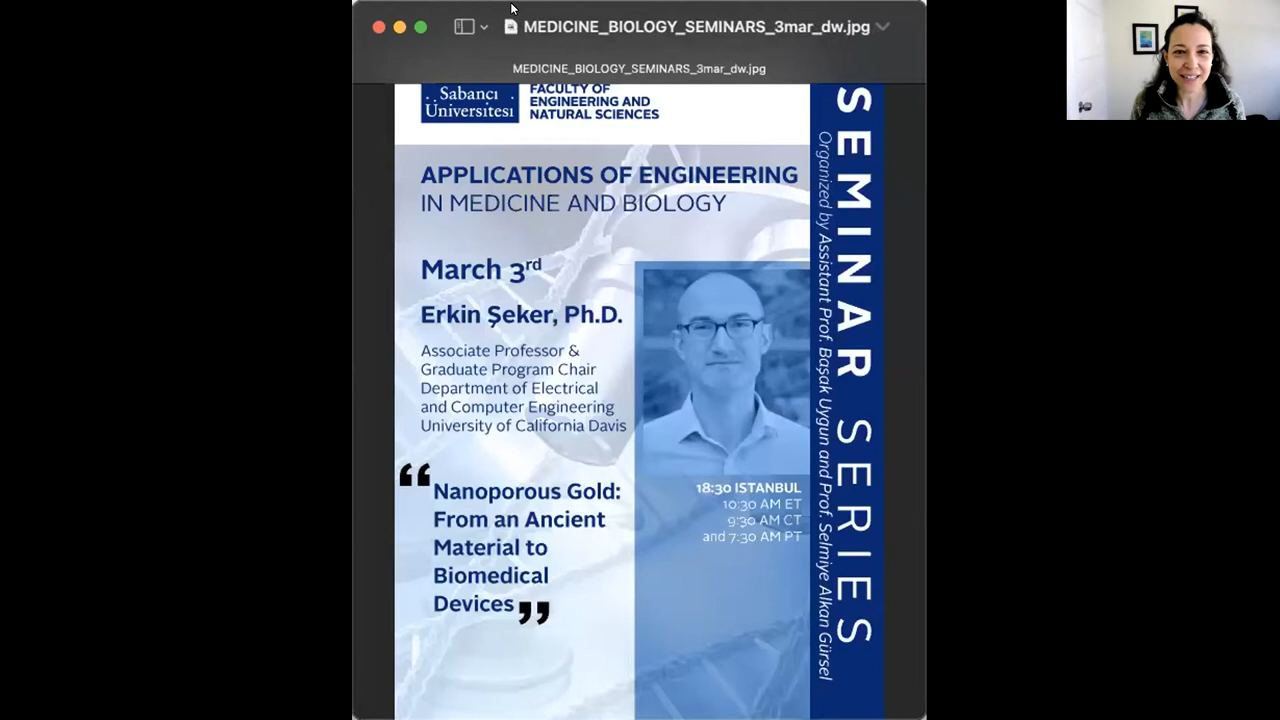 MEDICINE_BIOLOGY_SEMINARS_3mar_dw.jpg
MEDICINE_BIOLOGY_SEMINARS_3mar_dw.jpg
Sabancı
Üniversitesi
FACULTY OF
ENGINEERING AND
NATURAL SCIENCES
APPLICATIONS OF ENGINEERING
IN MEDICINE AND BIOLOGY
March 3rd
Erkin Şeker, Ph.D.
Associate Professor &
Graduate Program Chair
Department of Electrical
and Computer Engineering
University of California Davis
“Nanoporous Gold:
From an Ancient
Material to
Biomedical
Devices”
18:30 ISTANBUL
10:30 AM ET
9:30 AM CT
and 7:30 AM PT
SEMINAR SERIES
Organized by Assistant Prof. Başak Uygun and Prof. Selmiye Alkan Gürsel